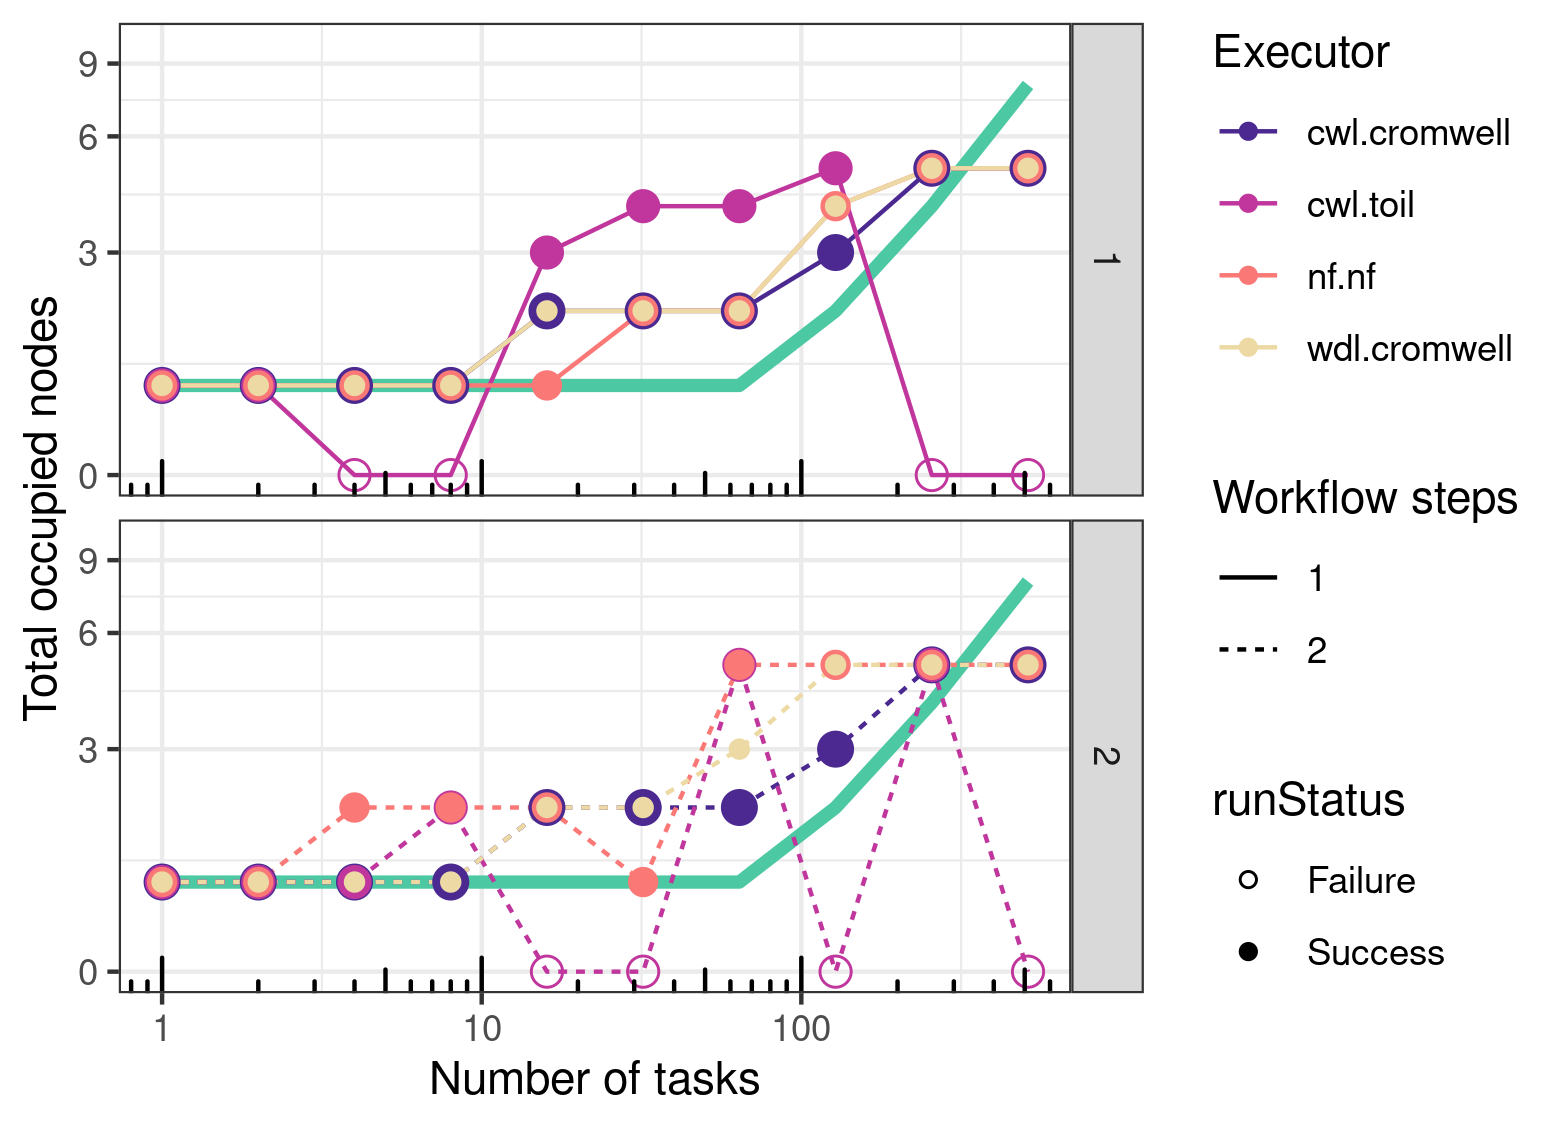 Total occupied nodes
9
6
3
0
1
9
6
3
0
2
1
10
100
Number of tasks
Executor
cwl.cromwell
cwl.toil
nf.nf
wdl.cromwell
Workflow steps
1
2
runStatus
Failure
Success